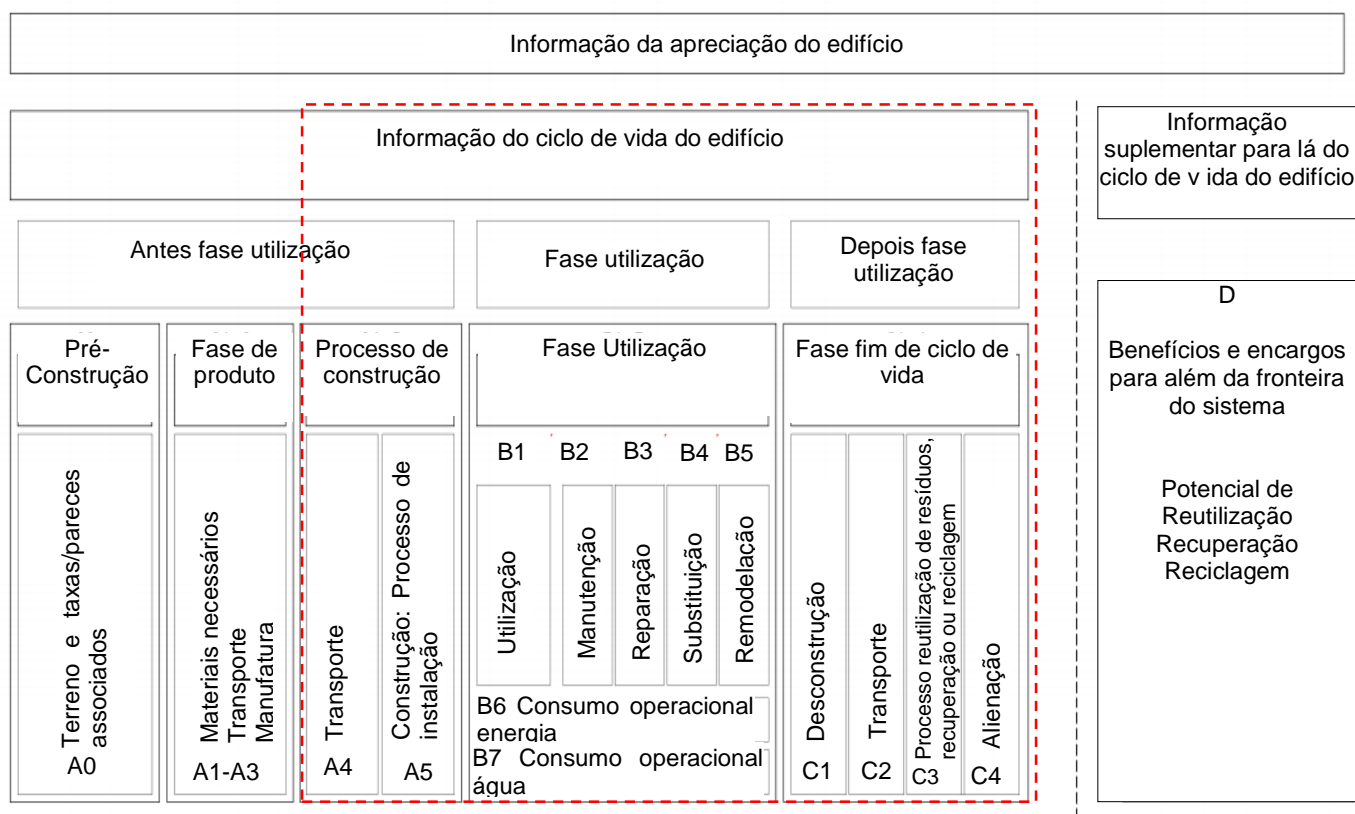 Informação da apreciação do edifício
Informação do ciclo de vida do edifício
Informação
suplementar para lá do
ciclo de v ida do edifício
Antes fase utilização
Fase utilização
Depois fase
utilização
Pré-
Construção
Fase de
produto
Processo de
construção
Fase Utilização
Fase fim de ciclo de
vida
D
Benefícios e encargos
para além da fronteira
do sistema
Potencial de
Reutilização
Recuperação
Reciclagem
Terreno e taxas/pareces
associados
A0
Materiais necessários
Transporte
Manufatura
A1-A3
Transporte
A4
Construção: Processo de
instalação
A5
B1
B2
B3
B4
B5
Utilização
Manutenção
Reparação
Substituição
Remodelação
B6 Consumo operacional
energia
B7 Consumo operacional
água
Desconstrução
C1
Transporte
C2
Processo reutilização de resíduos,
recuperação ou reciclagem
C3
Alienação
C4